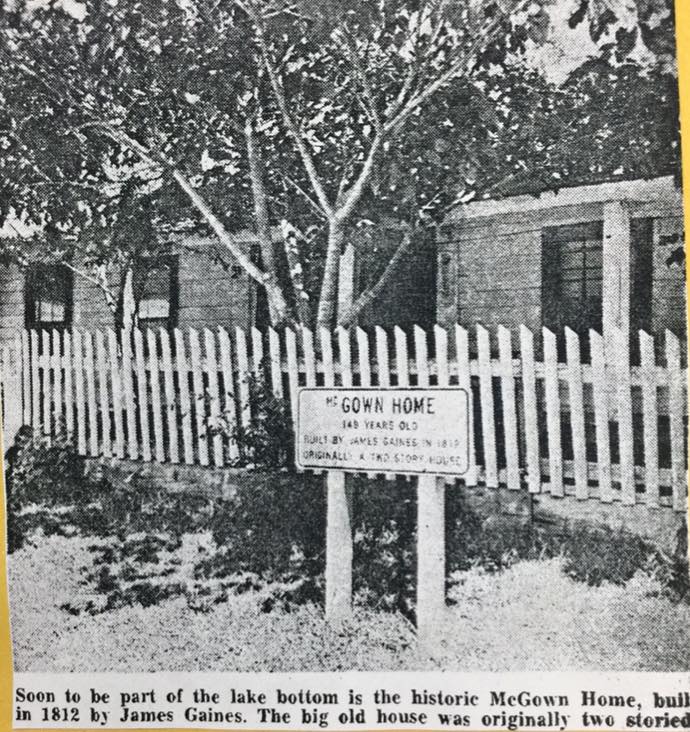 Mc GOWN HOME
149 YEARS OLD
BUILT BY JAMES GAINES IN
ORIGINALLY A TWO STORY HOUSE
Soon to be part of the lake bottom is the historic McGown Home, buil
in 1812 by James Gaines. The big old house was originally two storied